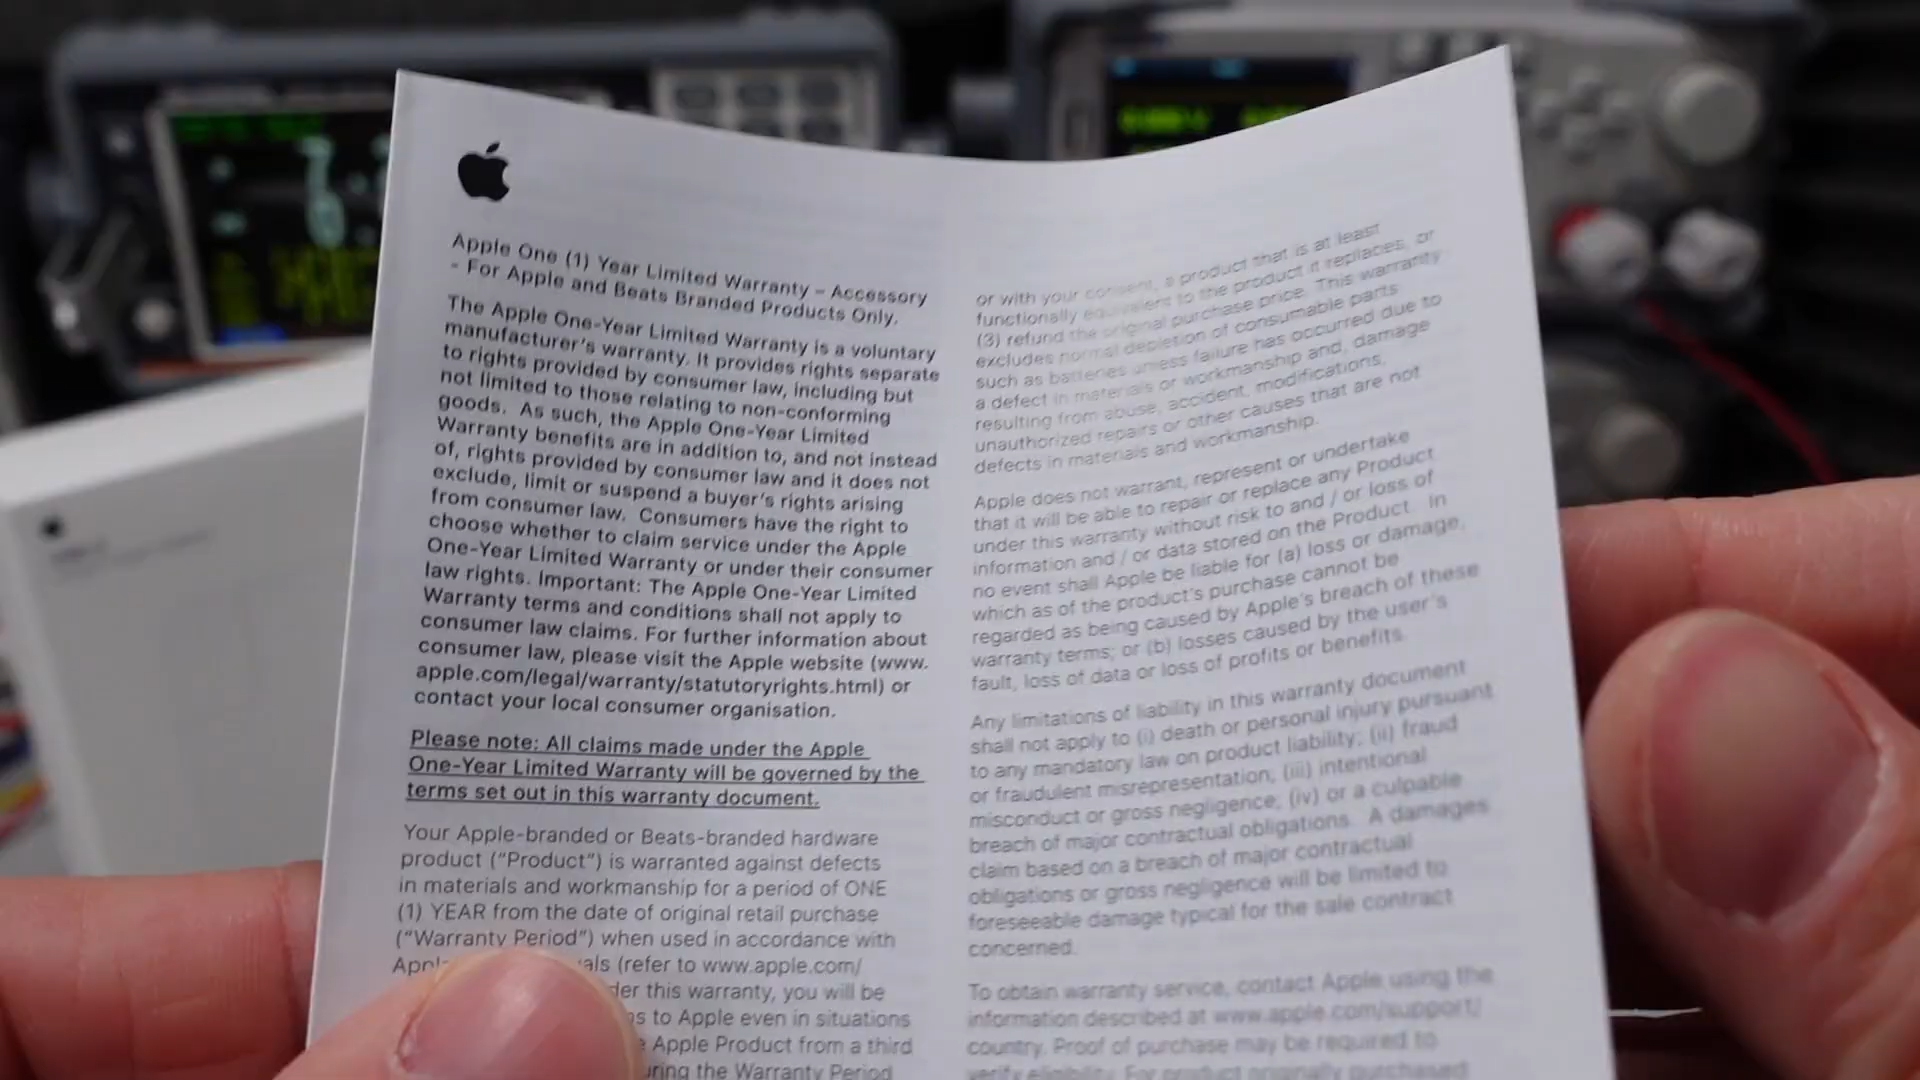 Apple One (1) Year Limited Warranty – Accessory
- For Apple and Beats Branded Products Only.
The Apple One-Year Limited Warranty is a voluntary
manufacturer's warranty. It provides rights separate
to rights provided by consumer law, including but
not limited to those relating to non-conforming
goods. As such, the Apple One-Year Limited
Warranty benefits are in addition to, and not instead
of, rights provided by consumer law and it does not
exclude, limit or suspend a buyer's rights arising
from consumer law. Consumers have the right to
choose whether to claim service under the Apple
One-Year Limited Warranty or under their consumer
law rights. Important: The Apple One-Year Limited
Warranty terms and conditions shall not apply to
consumer law claims. For further information about
consumer law, please visit the Apple website (www.
apple.com/legal/warranty/statutoryrights.html) or
contact your local consumer organisation.
Please note: All claims made under the Apple
One-Year Limited Warranty will be governed by the
terms set out in this warranty document.
Your Apple-branded or Beats-branded hardware
product (“Product”) is warranted against defects
in materials and workmanship for a period of ONE
(1) YEAR from the date of original retail purchase
(“Warranty Period”) when used in accordance with
(refer to www.apple.com/
this warranty, you will be
to Apple even in situations
Apple Product from a third
the Warranty Period
or with your consent, a product that is at least
functionally equivalent to the product it replaces, or
(3) refund the original purchase price. This warranty
excludes normal depletion of consumable parts
such as batteries unless failure has occurred due to
a defect in materials or workmanship and, damage
resulting from abuse, accident, modifications,
unauthorized repairs or other causes that are not
defects in materials and workmanship.
Apple does not warrant, represent or undertake
that it will be able to repair or replace any Product
under this warranty without risk to and / or loss of
information and / or data stored on the Product. In
no event shall Apple be liable for (a) loss or damage,
which as of the product's purchase cannot be
regarded as being caused by Apple's breach of these
warranty terms; or (b) losses caused by the user's
fault, loss of data or loss of profits or benefits.
Any limitations of liability in this warranty document
shall not apply to (i) death or personal injury pursuant
to any mandatory law on product liability; (ii) fraud
or fraudulent misrepresentation; (iii) intentional
misconduct or gross negligence; (iv) or a culpable
breach of major contractual obligations. A damages
claim based on a breach of major contractual
obligations or gross negligence will be limited to
foreseeable damage typical for the sale contract
concerned.
To obtain warranty service, contact Apple using the
information described at www.apple.com/support/
country. Proof of purchase may be required to
verify eligibility. For product originally purchased